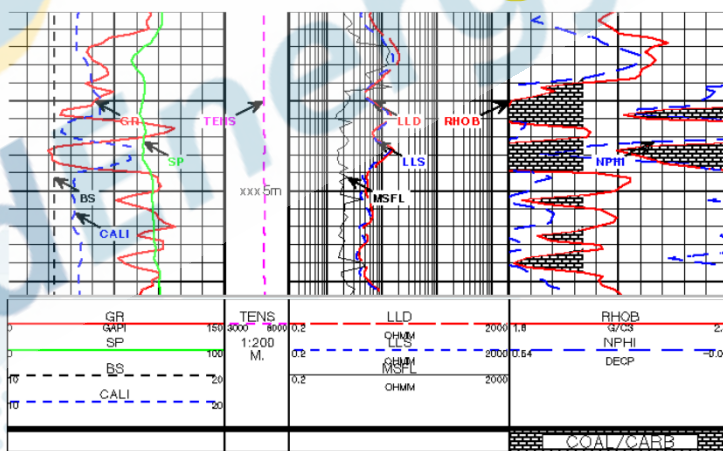 GR
TENS
LLD
RHOB
SP
LLS
NPHI
xxx5m
BS
MSFL
CALI
GR
TENS
LLD
RHOB
0
GAPI
150
3000
8000
0.2
OHMM
2000
1.8
G/C3
SP
1:200
LLS
NPHI
0
100
M.
0.2
OHMM
2000
0.54
DECP
BS
MSFL
10
20
0.2
OHMM
2000
CALI
10
20
COAL/CARB